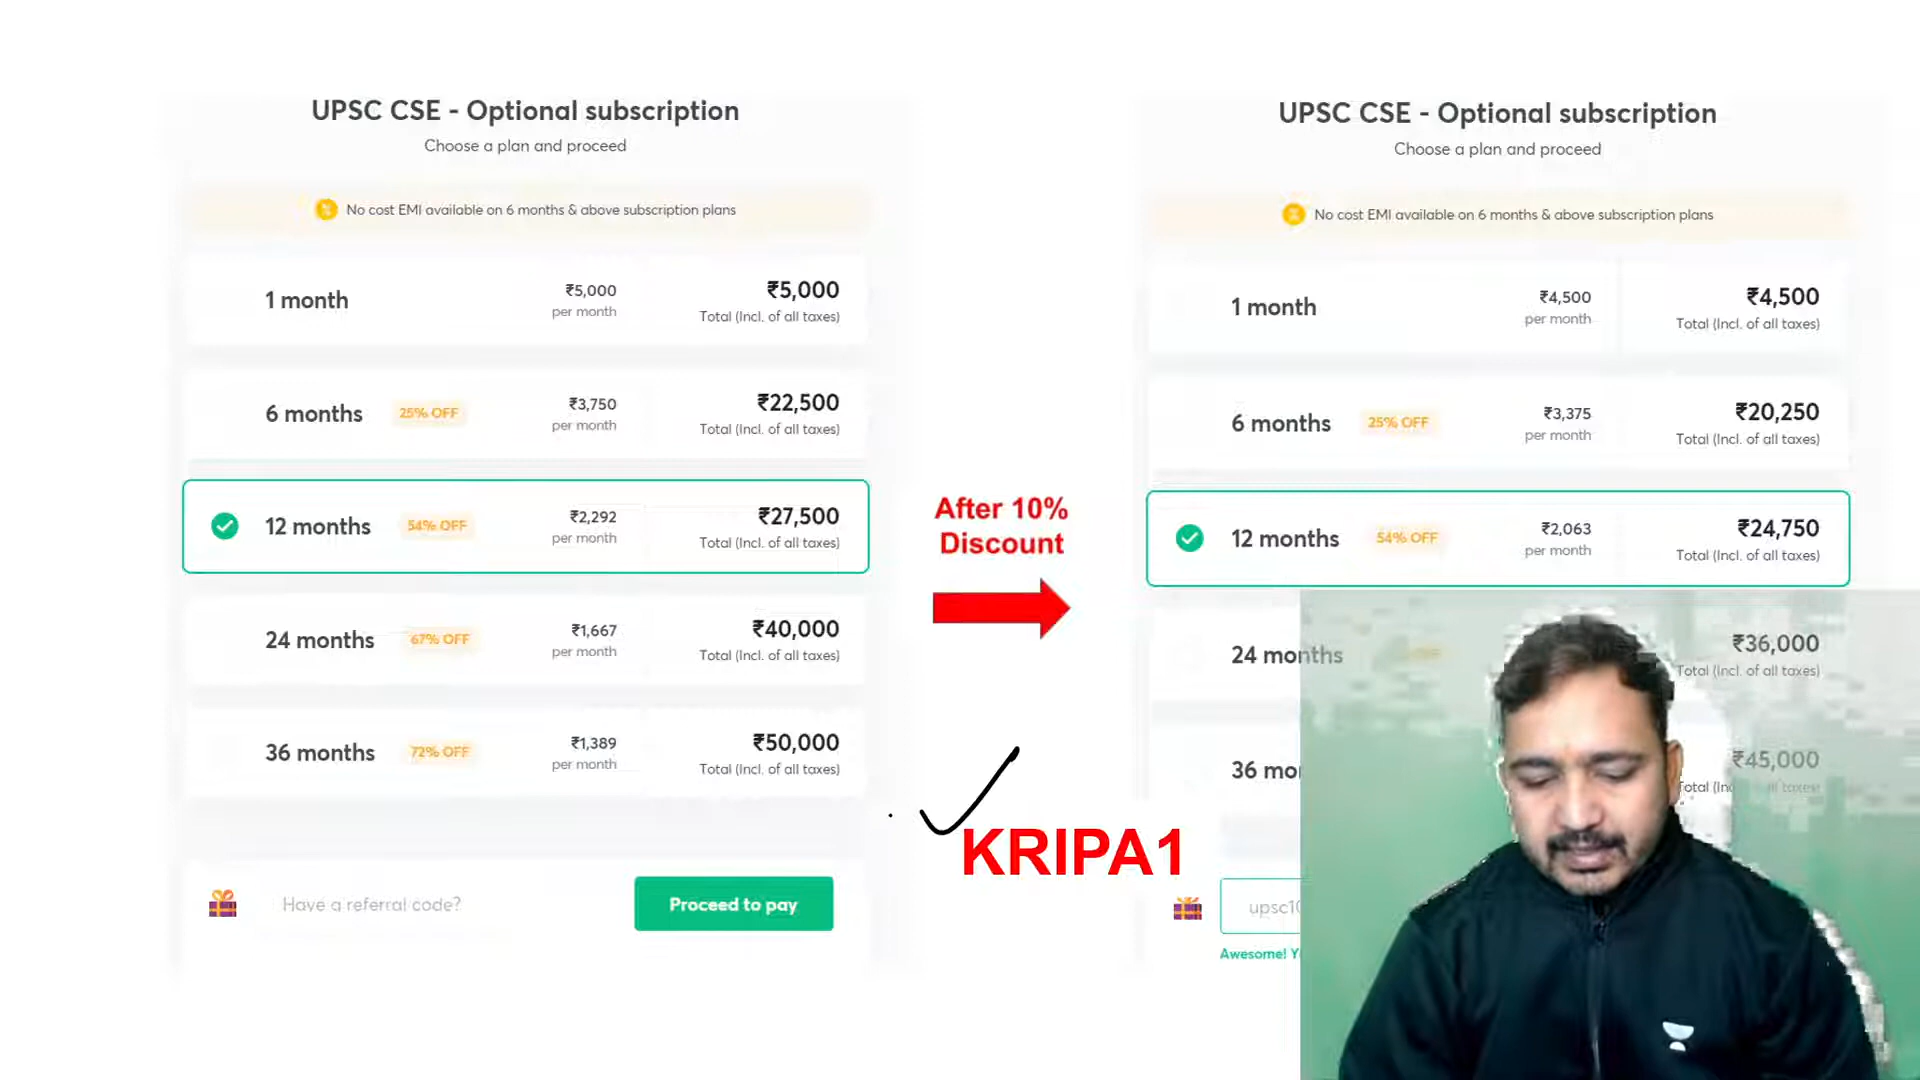 UPSC CSE - Optional subscription
Choose a plan and proceed
No cost EMI available on 6 months & above subscription plans
1 month
₹5,000
per month
₹5,000
Total (Incl. of all taxes)
6 months
25% OFF
₹3,750
per month
₹22,500
Total (Incl. of all taxes)
12 months
54% OFF
₹2,292
per month
₹27,500
Total (Incl. of all taxes)
24 months
67% OFF
₹1,667
per month
₹40,000
Total (Incl. of all taxes)
36 months
72% OFF
₹1,389
per month
₹50,000
Total (Incl. of all taxes)
Have a referral code?
Proceed to pay
After 10%
Discount
KRIPA1
UPSC CSE - Optional subscription
Choose a plan and proceed
No cost EMI available on 6 months & above subscription plans
1 month
₹4,500
per month
₹4,500
Total (Incl. of all taxes)
6 months
25% OFF
₹3,375
per month
₹20,250
Total (Incl. of all taxes)
12 months
54% OFF
₹2,063
per month
₹24,750
Total (Incl. of all taxes)
24 months
₹36,000
Total (Incl. of all taxes)
36 mo
₹45,000
Total (Inc of all taxes)
upsc10
Awesome! Y